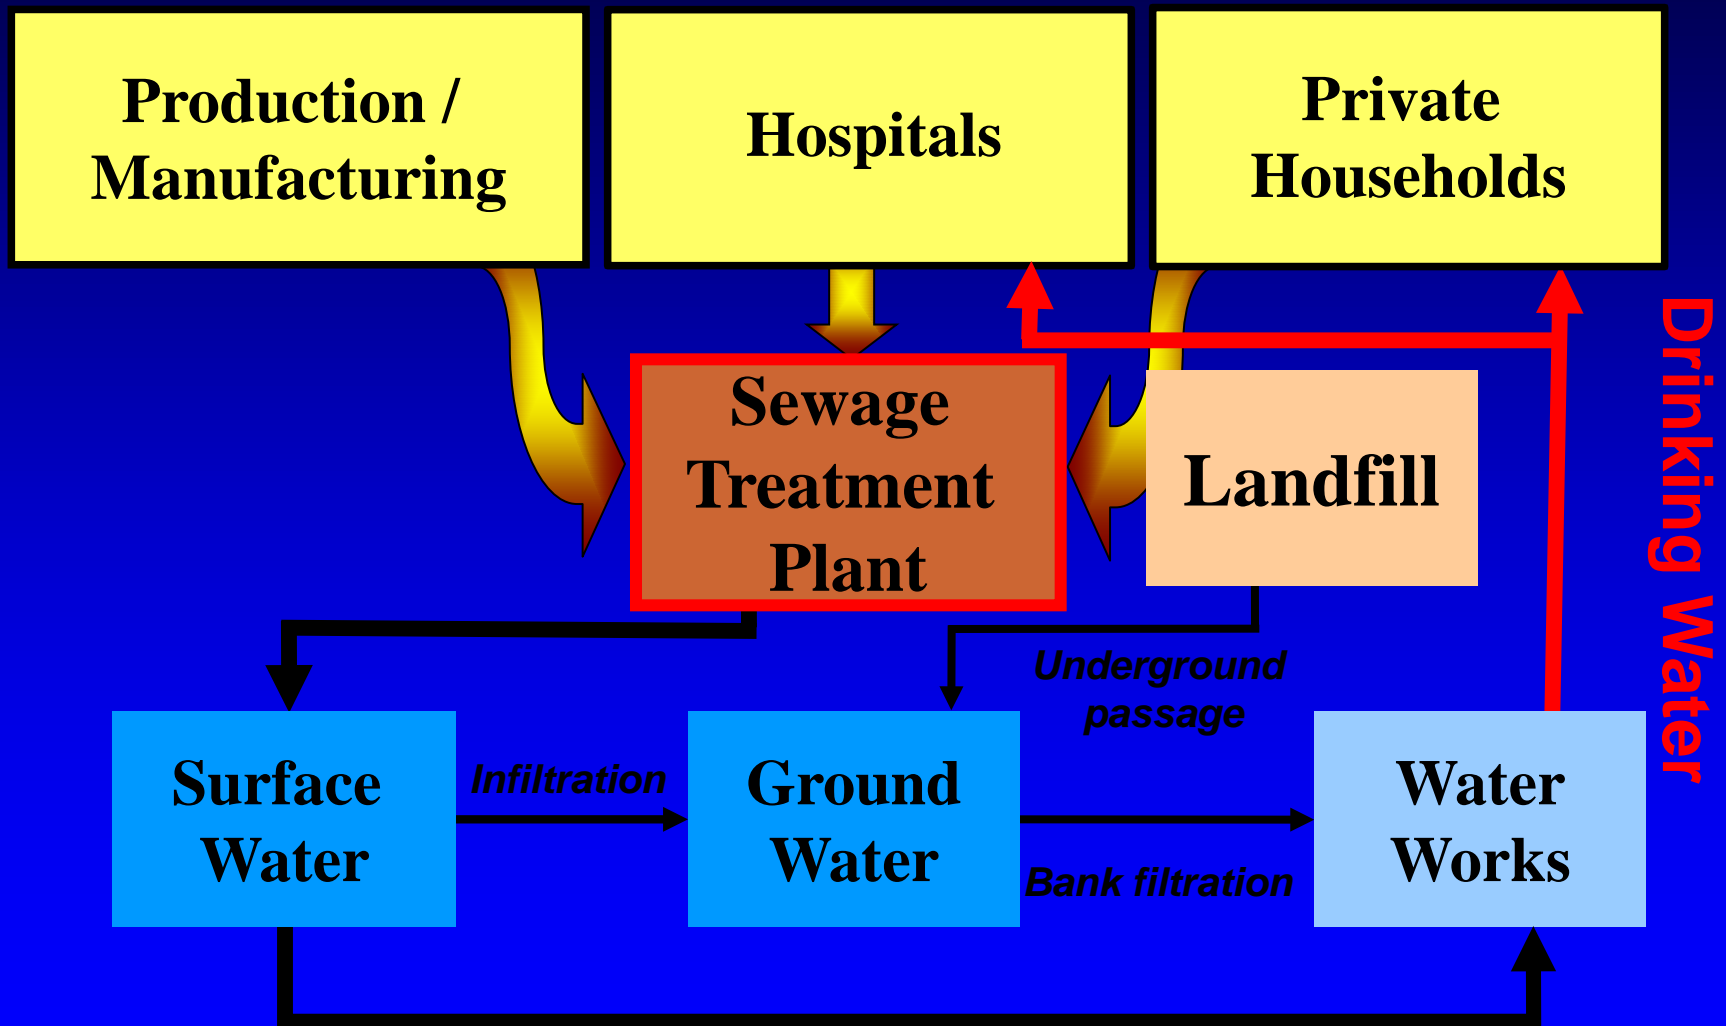 Production /
Manufacturing
Hospitals
Private
Households
Sewage
Treatment
Plant
Landfill
Drinking Water
Underground
passage
Surface
Water
Infiltration
Ground
Water
Bank filtration
Water
Works